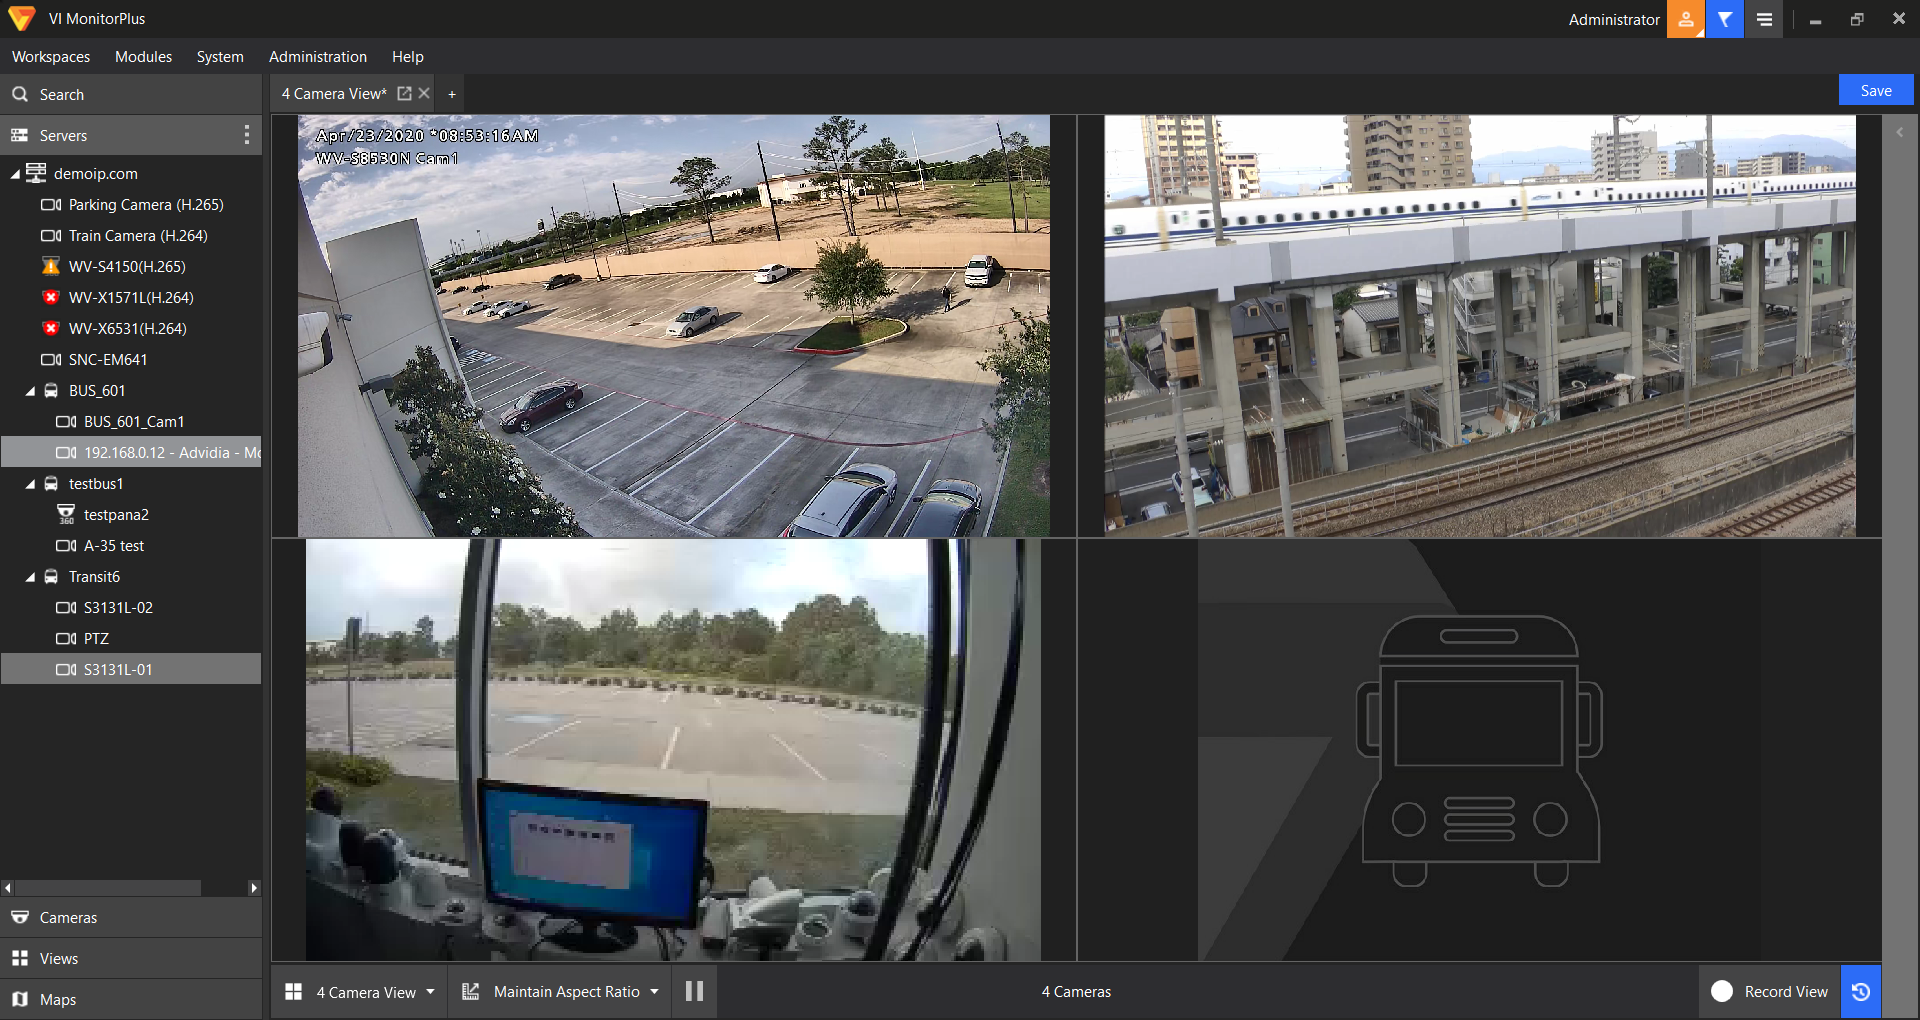 VI MonitorPlus
Administrator
Workspaces Modules System Administration Help
Search
4 Camera View*
+
Save
Servers
demoip.com
Parking Camera (H.265)
Train Camera (H.264)
WV-S4150(H.265)
WV-X1571L(H.264)
WV-X6531(H.264)
SNC-EM641
BUS_601
BUS_601_Cam1
192.168.0.12 - Advidia - Mo
testbus1
360
testpana2
A-35 test
Transit6
S3131L-02
PTZ
S3131L-01
Cameras
Views
Maps
Apr/23/2020 *08:53:16AM
WV-S8530N Cam1
4 Camera View
Maintain Aspect Ratio
4 Cameras
Record View